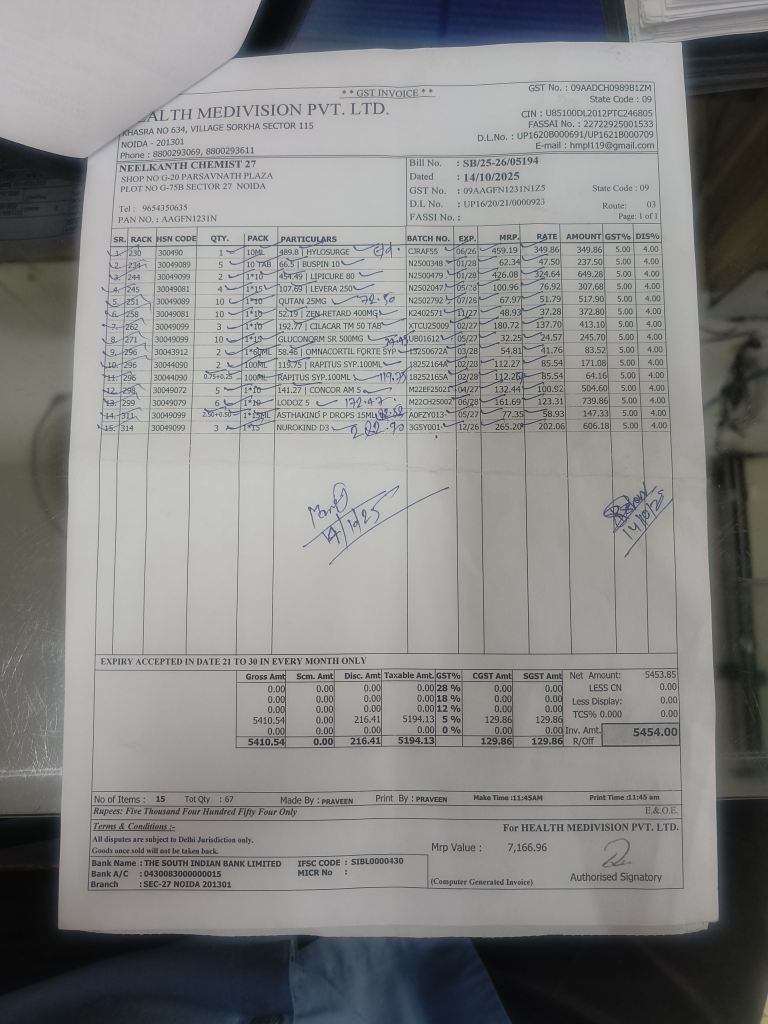 * * GST INVOICE * *
GST No. : 09AADCH0989B1ZM
State Code : 09
ALTH MEDIVISION PVT. LTD.
CIN : U85100DL2012PTC246805
KHASRA NO 634, VILLAGE SORKHA SECTOR 115
FASSAI No. : 22722925001533
NOIDA - 201301
D.L.No. : UP1620B000691/UP1621B000709
Phone : 8800293069, 8800293611
E-mail : hmpl119@gmail.com
NEELKANTH CHEMIST 27
Bill No. : SB/25-26/05194
SHOP NO G-20 PARSAVNATH PLAZA
Dated : 14/10/2025
PLOT NO G-75B SECTOR 27 NOIDA
GST No. : 09AAGFN1231N1Z5 State Code : 09
D.L No. : UP16/20/21/0000923 Route: 03
Tel : 9654350635
FASSI No. : Page: 1 of 1
PAN NO. : AAGFN1231N
SR. RACK HSN CODE QTY. PACK PARTICULARS BATCH NO. EXP. MRP. RATE AMOUNT GST% DIS%
1. 230 300490 1 10ML 489.8 | HYLOSURGE CJRAF55 06/26 459.19 349.86 349.86 5.00 4.00
2. 234 30049089 5 10 TAB 66.5 | BUSPIN 10 N2500348 01/28 62.34 47.50 237.50 5.00 4.00
3. 244 30049099 2 1*10 454.49 | LIPICURE 80 N2500479 01/28 426.08 324.64 649.28 5.00 4.00
4. 245 30049081 4 1*15 107.69 | LEVERA 250 N2502047 05/28 100.96 76.92 307.68 5.00 4.00
5. 251 30049089 10 1*10 QUTAN 25MG 72.50 N2502792 07/28 67.97 51.79 517.90 5.00 4.00
6. 258 30049081 10 1*10 52.19 | ZEN RETARD 400MG K2402571 11/27 48.93 37.28 372.80 5.00 4.00
7. 262 30049099 3 1*10 192.77 | CILACAR TM 50 TAB XTCU25009 02/27 180.72 137.70 413.10 5.00 4.00
8. 271 30049099 10 1*15 GLUCONORM SR 500MG UB01612 05/27 32.25 24.57 245.70 5.00 4.00
9. 296 30043912 2 1*60ML 58.46 | OMNACORTIL FORTE SYP 13250672A 03/28 54.81 41.76 83.52 5.00 4.00
10. 296 30044090 2 100ML 119.75 | RAPITUS SYP.100ML 18252164A 02/28 112.27 85.54 171.08 5.00 4.00
11. 296 30044090 0.75+0.25 100ML RAPITUS SYP.100ML 119.75 18252165A 02/28 112.26 85.54 64.16 5.00 4.00
12. 298 30049072 5 1*10 141.27 | CONCOR AM 5 M22EF25021 04/27 132.44 100.92 504.60 5.00 4.00
13. 299 30049079 6 1*10 LODOZ 5 172.47 M22CH25002 06/28 161.69 123.31 739.86 5.00 4.00
14. 311 30049099 2.50+0.50 1*15ML ASTHAKIND P DROPS 15ML A0FZY013 05/27 77.35 58.93 147.33 5.00 4.00
15. 314 30049099 3 1*15 NUROKIND D3 3GSY001 12/26 265.20 202.06 606.18 5.00 4.00
14/10/25
14/10/25
EXPIRY ACCEPTED IN DATE 21 TO 30 IN EVERY MONTH ONLY
Gross Amt Scm. Amt Disc. Amt Taxable Amt. GST% CGST Amt SGST Amt Net Amount: 5453.85
0.00 0.00 0.00 0.00 28 % 0.00 0.00 LESS CN 0.00
0.00 0.00 0.00 0.00 18 % 0.00 0.00 Less Display: 0.00
0.00 0.00 0.00 0.00 12 % 0.00 0.00
5410.54 0.00 216.41 5194.13 5 % 129.86 129.86 TCS% 0.000 0.00
0.00 0.00 0.00 0.00 0 % 0.00 0.00 Inv. Amt. 5454.00
5410.54 0.00 216.41 5194.13 129.86 129.86 R/Off
No of Items : 15 Tot Qty : 67 Made By : PRAVEEN Print By : PRAVEEN Make Time :11:45AM Print Time :11:45 am
Rupees: Five Thousand Four Hundred Fifty Four Only E.& O.E.
Terms & Conditions :-
For HEALTH MEDIVISION PVT. LTD.
All disputes are subject to Delhi Jurisdiction only.
Goods once sold will not be taken back.
Mrp Value : 7,166.96
Bank Name : THE SOUTH INDIAN BANK LIMITED IFSC CODE : SIBL0000430
Bank A/C : 0430083000000015 MICR No :
Branch : SEC-27 NOIDA 201301
(Computer Generated Invoice) Authorised Signatory